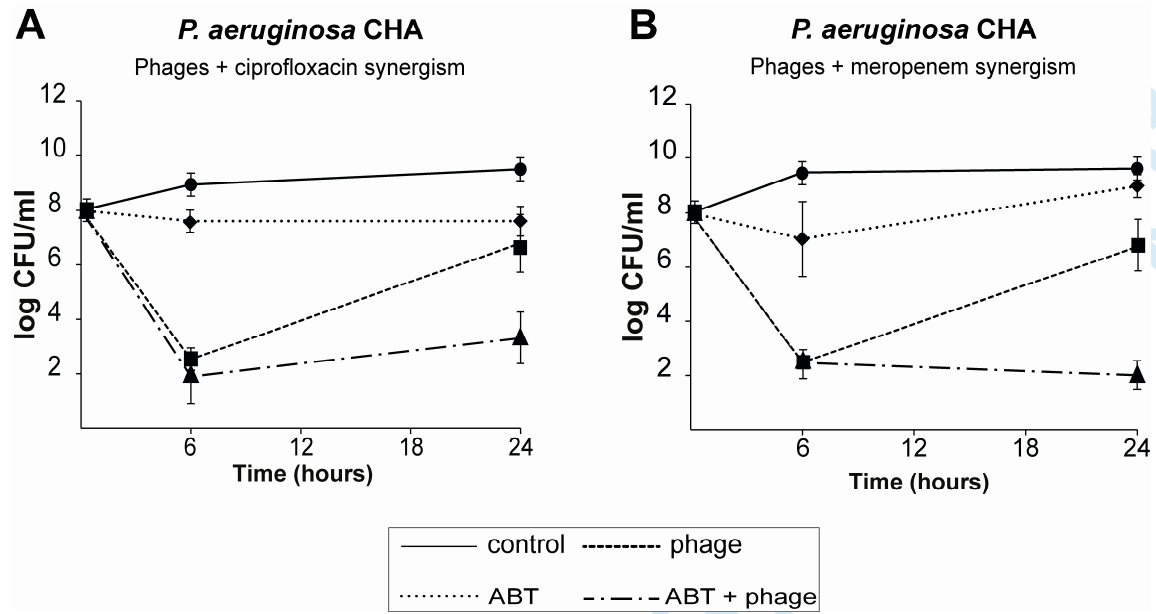 A
P. aeruginosa CHA
Phages + ciprofloxacin synergism
12
10
8
6
4
2
log CFU/ml
6
12
18
24
Time (hours)
B
P. aeruginosa CHA
Phages + meropenem synergism
12
10
8
6
4
2
log CFU/ml
6
12
18
24
Time (hours)
control
phage
ABT
ABT + phage